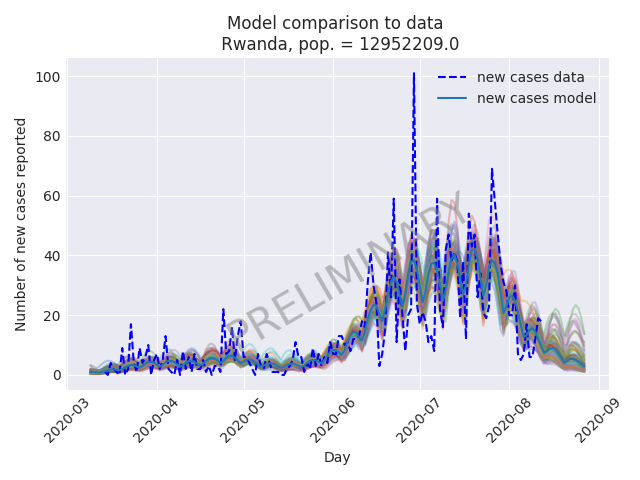 Model comparison to data
Rwanda, pop. = 12952209.0
new cases data
new cases model
Number of new cases reported
100
80
60
40
20
0
PRELIMINARY
2020-03
2020-04
2020-05
2020-06
2020-07
2020-08
2020-09
Day